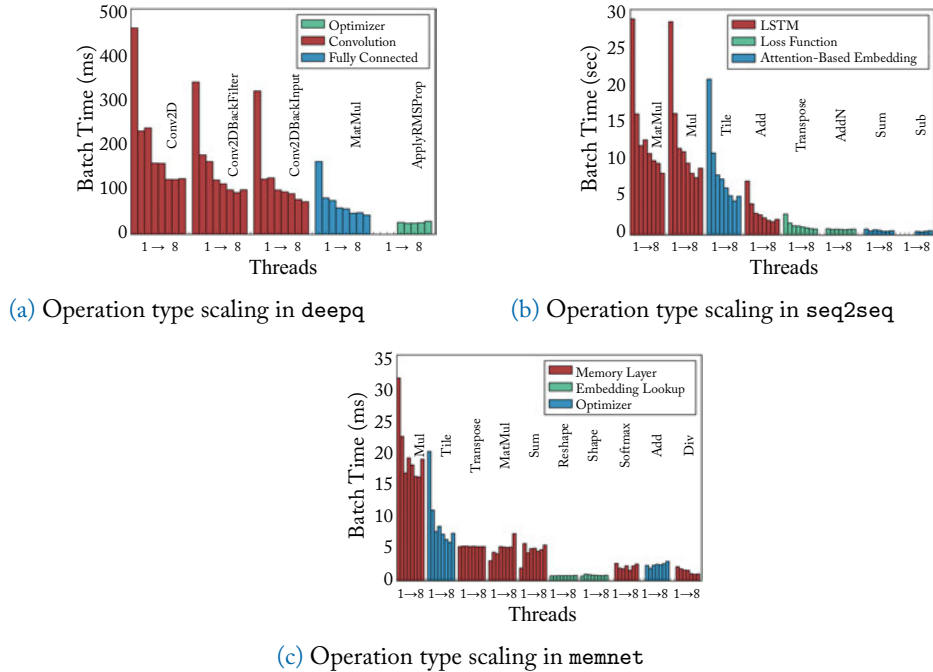 500
400
300
200
100
0
Batch Time (ms)
Optimizer
Convolution
Fully Connected
Conv2D
Conv2DBackFilter
Conv2DBackInput
MatMul
ApplyRMSProp
1 → 8 1 → 8 1 → 8 1 → 8 1 → 8
Threads
(a) Operation type scaling in deepq
30
25
20
15
10
5
0
Batch Time (sec)
LSTM
Loss Function
Attention-Based Embedding
MatMul
Mul
Tile
Add
Transpose
AddN
Sum
Sub
1→8 1→8 1→8 1→8 1→8 1→8 1→8 1→8
Threads
(b) Operation type scaling in seq2seq
35
30
25
20
15
10
5
0
Batch Time (ms)
Memory Layer
Embedding Lookup
Optimizer
Mul
Tile
Transpose
MatMul
Sum
Reshape
Shape
Softmax
Add
Div
1→8 1→8 1→8 1→8 1→8 1→8 1→8 1→8 1→8 1→8
Threads
(c) Operation type scaling in memnet